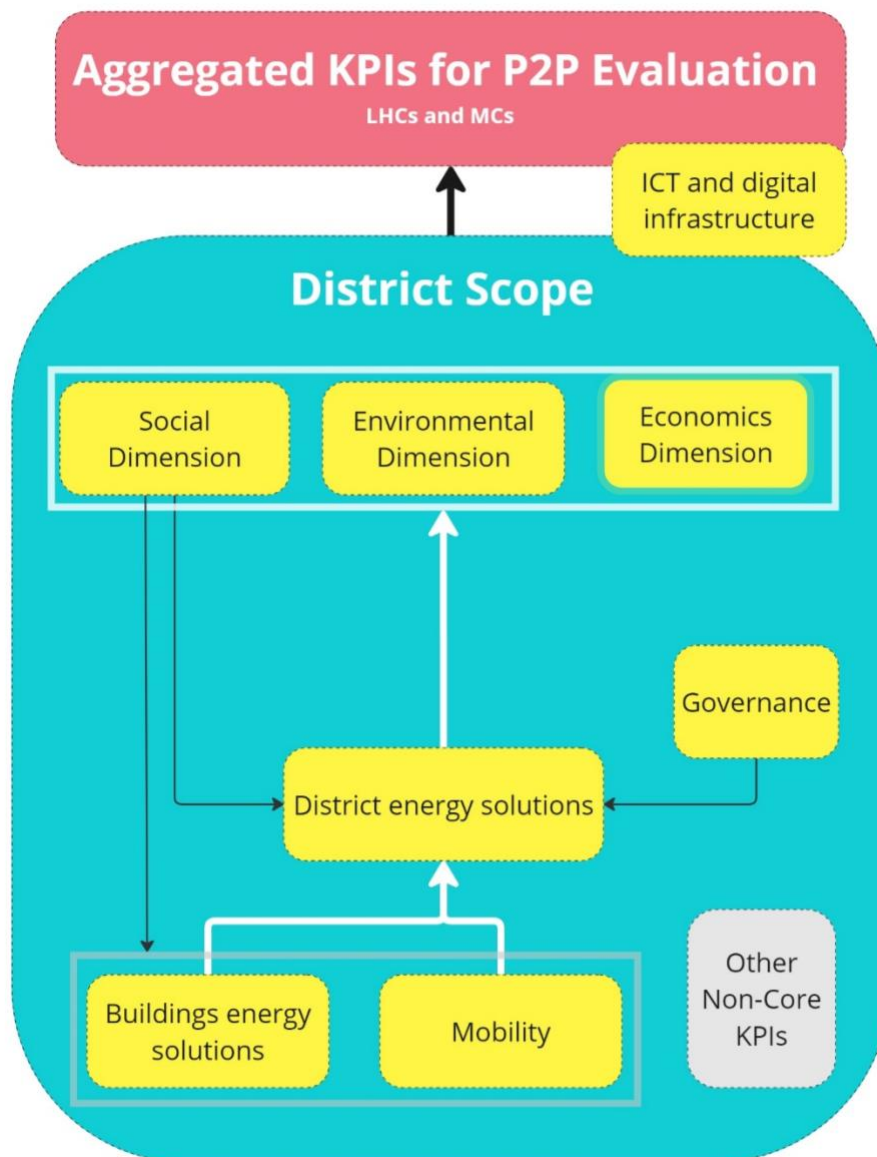 Aggregated KPIs for P2P Evaluation
LHCs and MCs
ICT and digital
infrastructure
District Scope
Social
Dimension
Environmental
Dimension
Economics
Dimension
Governance
District energy solutions
Buildings energy
solutions
Mobility
Other
Non-Core
KPIs